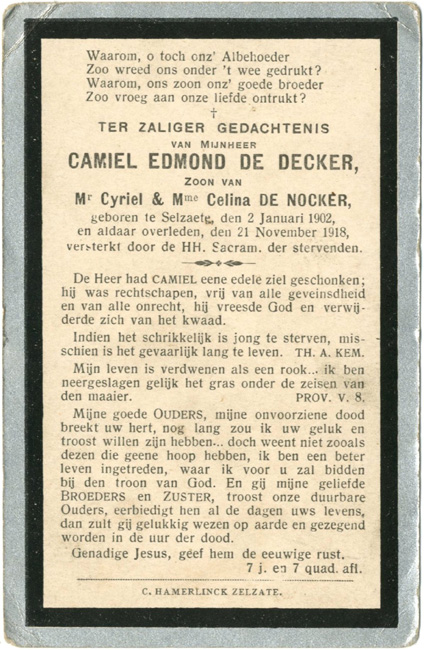 Waarom, o toch onz' Albehoeder
Zoo wreed ons onder 't wee gedrukt?
Waarom, ons zoon onz' goede broeder
Zoo vroeg aan onze liefde ontrukt?
†
TER ZALIGER GEDACHTENIS
VAN MIJNHEER
CAMIEL EDMOND DE DECKER,
ZOON VAN
Mr Cyriel & Mme Celina DE NOCKER,
geboren te Selzaete, den 2 Januari 1902,
en aldaar overleden, den 21 November 1918,
versterkt door de HH. Sacram. der stervenden.
De Heer had CAMIEL eene edele ziel geschonken;
hij was rechtschapen, vrij van alle geveinsdheid
en van alle onrecht, hij vreesde God en verwij-
derde zich van het kwaad.
Indien het schrikkelijk is jong te sterven, mis-
schien is het gevaarlijk lang te leven. TH. A. KEM.
Mijn leven is verdwenen als een rook... ik ben
neergeslagen gelijk het gras onder de zeisen van
den maaier. PROV. V. 8.
Mijne goede OUDERS, mijne onvoorziene dood
breekt uw hert, nog lang zou ik uw geluk en
troost willen zijn hebben... doch weent niet zooals
dezen die geene hoop hebben, ik ben een beter
leven ingetreden, waar ik voor u zal bidden
bij den troon van God. En gij mijne geliefde
BROEDERS en ZUSTER, troost onze duurbare
Ouders, eerbiedigt hen al de dagen uws levens,
dan zult gij gelukkig wezen op aarde en gezegend
worden in de uur der dood.
Genadige Jesus, geef hem de eeuwige rust.
7 j. en 7 quad. afl.
C. HAMERLINCK ZELZATE.